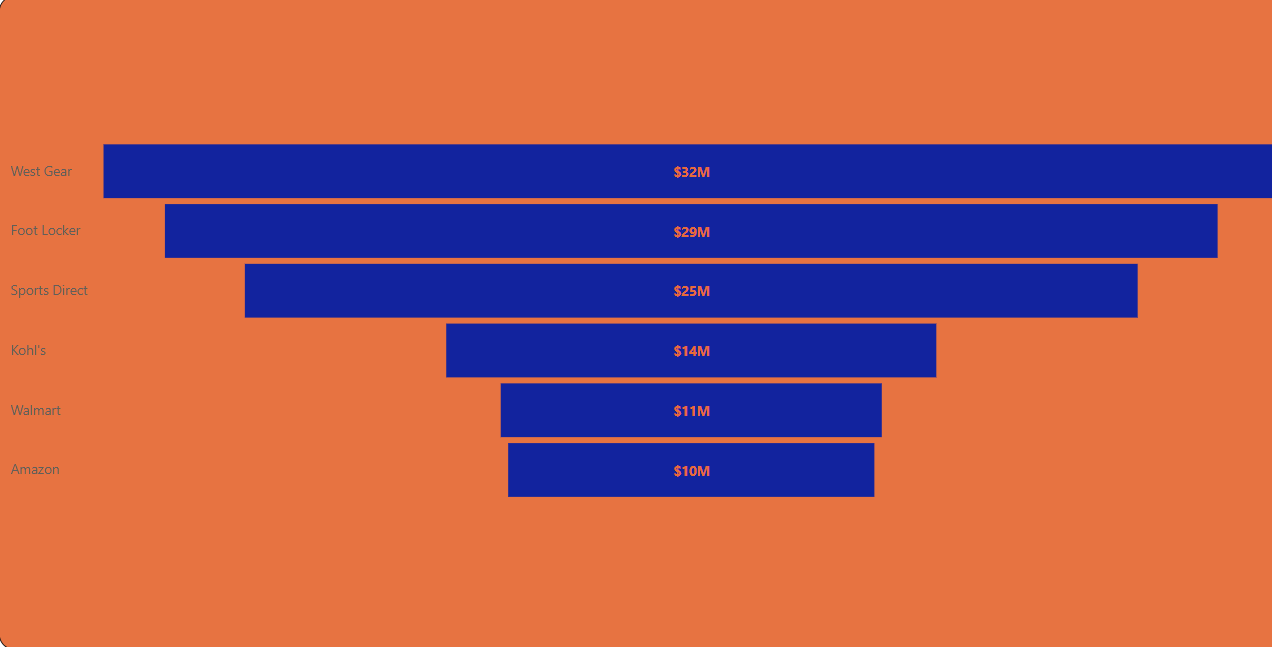 West Gear $32M
Foot Locker $29M
Sports Direct $25M
Kohl's $14M
Walmart $11M
Amazon $10M